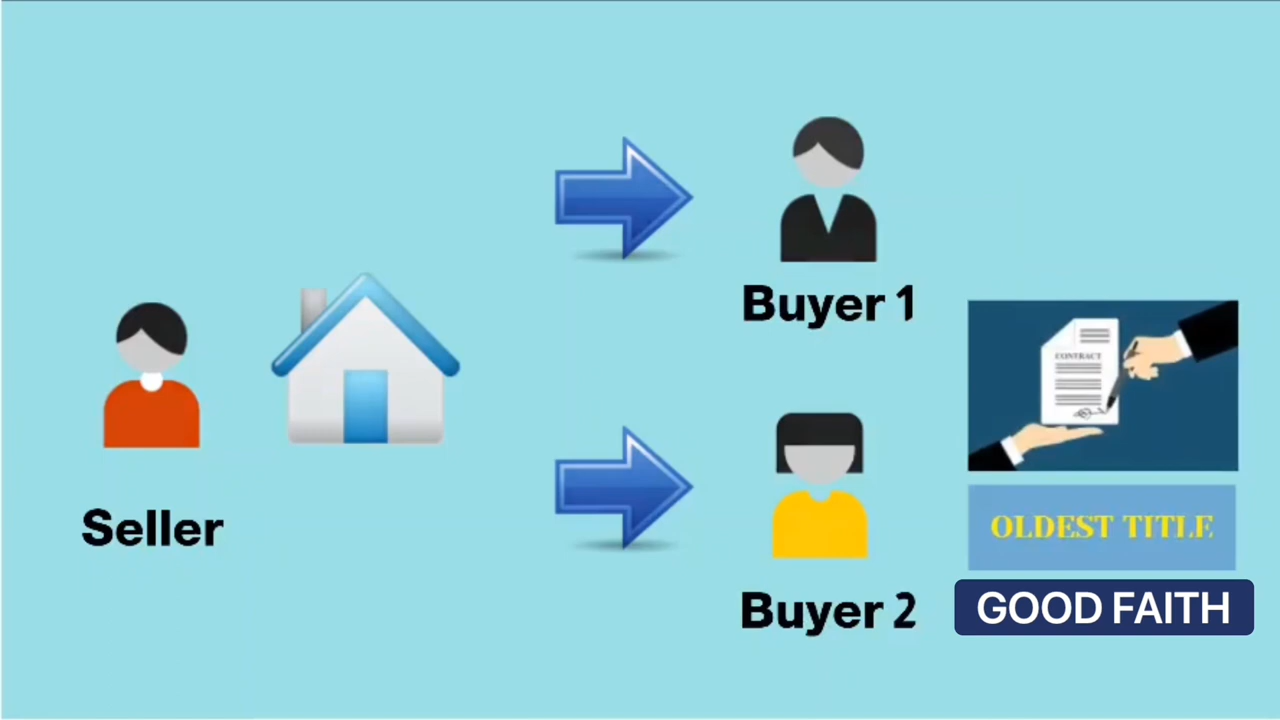 Buyer 1
CONTRACT
Seller
OLDEST TITLE
Buyer 2
GOOD FAITH